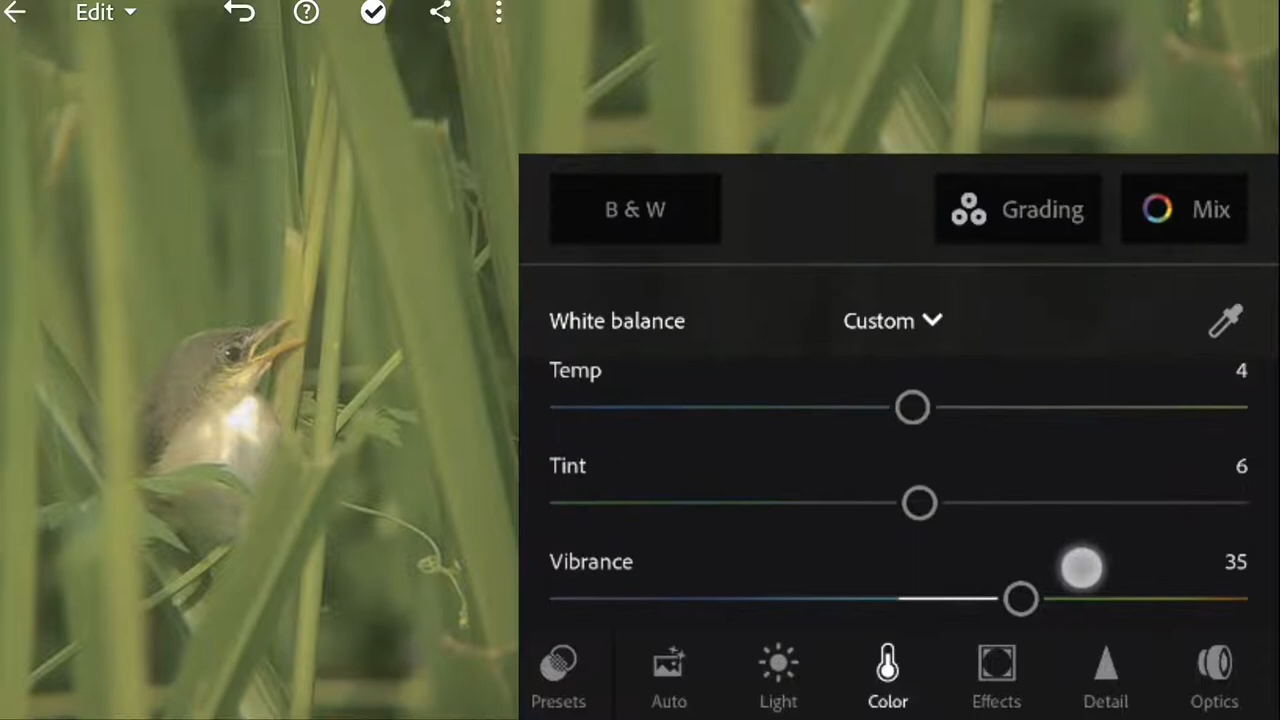 Edit
B & W
Grading
Mix
White balance
Custom
Temp
4
Tint
6
Vibrance
35
Presets
Auto
Light
Color
Effects
Detail
Optics